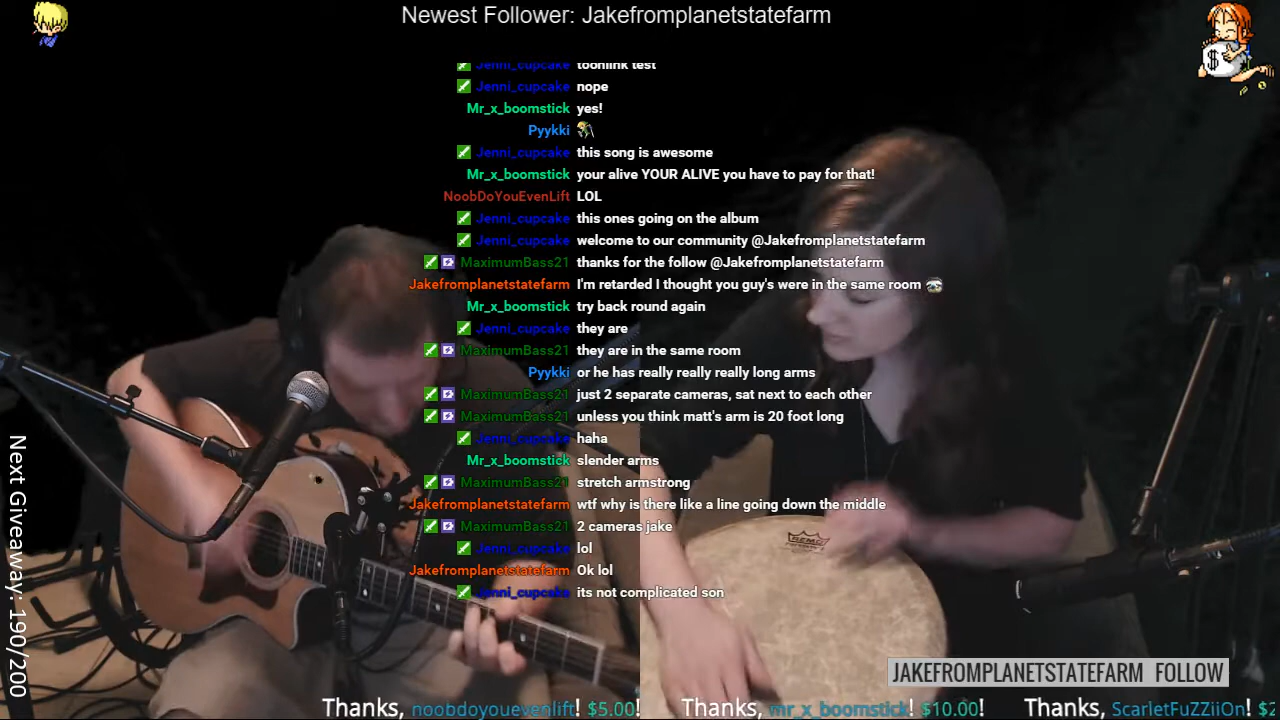 Newest Follower: Jakefromplanetstatefarm
Jenni_cupcake toonlink test
Jenni_cupcake nope
Mr_x_boomstick yes!
Pyykki
Jenni_cupcake this song is awesome
Mr_x_boomstick your alive YOUR ALIVE you have to pay for that!
NoobDoYouEvenLift LOL
Jenni_cupcake this ones going on the album
Jenni_cupcake welcome to our community @Jakefromplanetstatefarm
MaximumBass21 thanks for the follow @Jakefromplanetstatefarm
Jakefromplanetstatefarm I'm retarded I thought you guy's were in the same room
Mr_x_boomstick try back round again
Jenni_cupcake they are
MaximumBass21 they are in the same room
Pyykki or he has really really really long arms
MaximumBass21 just 2 separate cameras, sat next to each other
MaximumBass21 unless you think matt's arm is 20 foot long
Jenni_cupcake haha
Mr_x_boomstick slender arms
MaximumBass21 stretch armstrong
Jakefromplanetstatefarm wtf why is there like a line going down the middle
MaximumBass21 2 cameras jake
Jenni_cupcake lol
Jakefromplanetstatefarm Ok lol
Jenni_cupcake its not complicated son
Next Giveaway: 190/200
REMO
JAKEFROMPLANETSTATEFARM FOLLOW
Thanks, noobdoyouevenlift! $5.00! Thanks, mr_x_boomstick! $10.00! Thanks, ScarletFuZZiiOn! $2